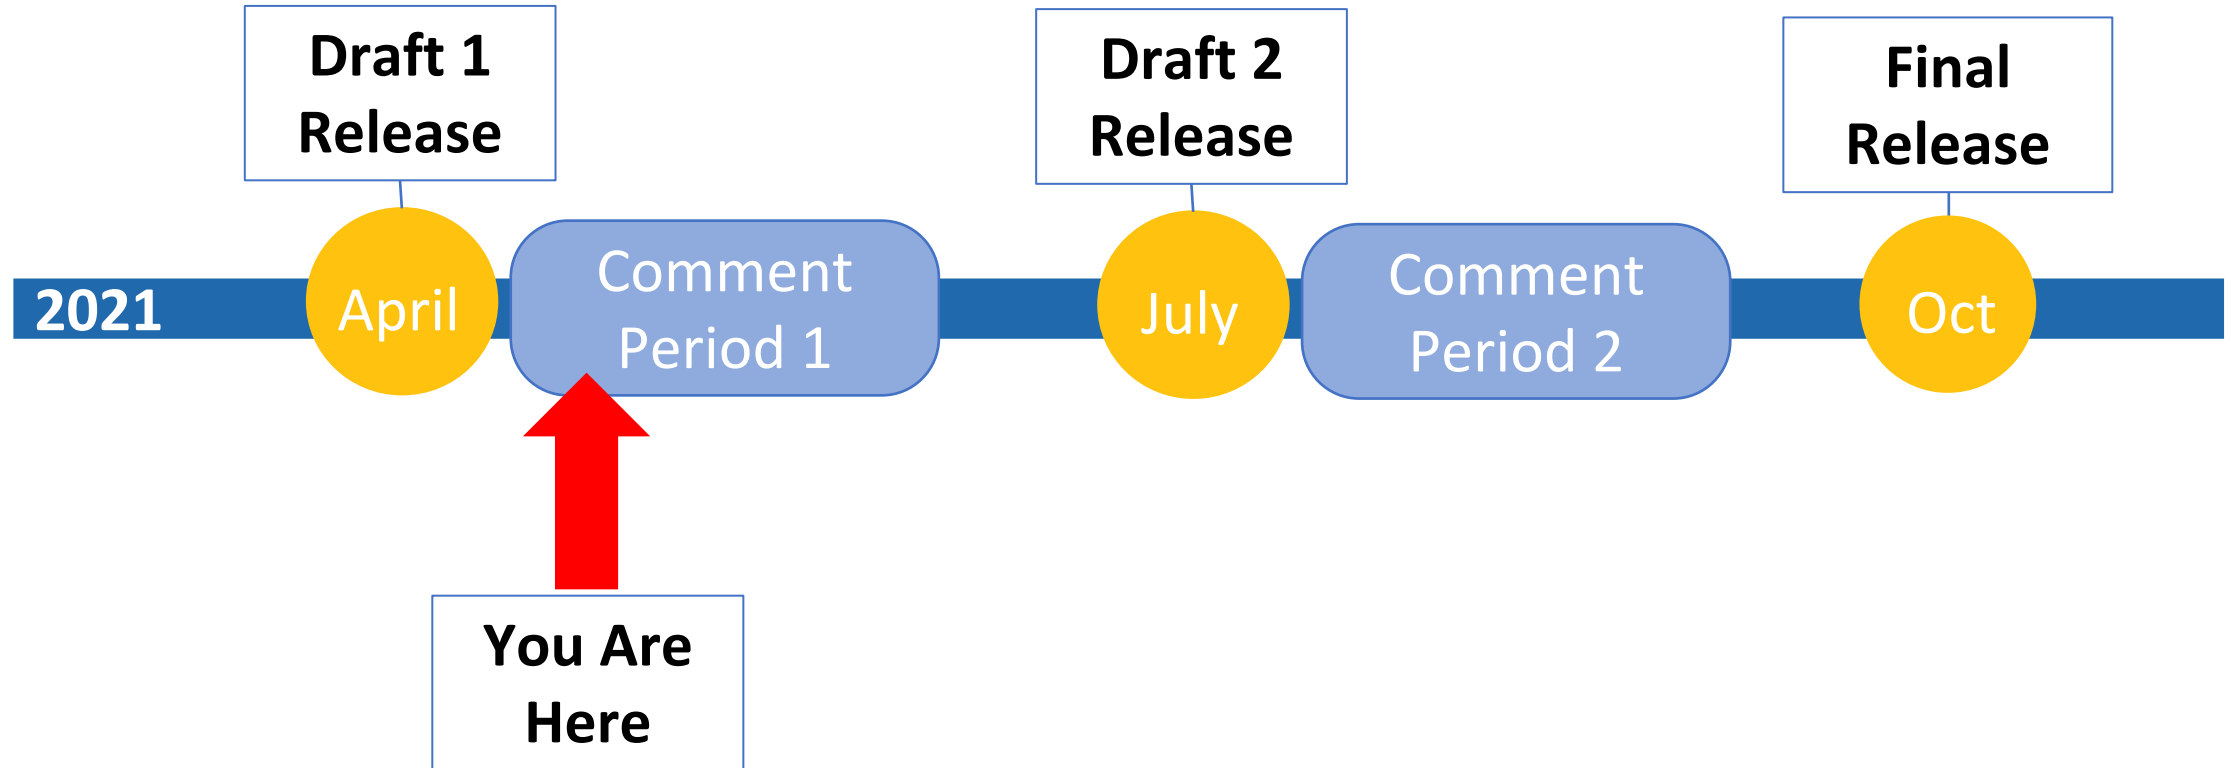 Draft 1
Release
Draft 2
Release
Final
Release
2021
April
Comment
Period 1
July
Comment
Period 2
Oct
You Are
Here